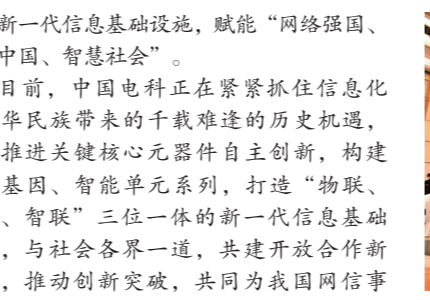 新一代信息基础设施，赋能“网络强国、
中国、智慧社会”。
目前，中国电科正在紧紧抓住信息化
华民族带来的千载难逢的历史机遇，
推进关键核心元器件自主创新，构建
基因、智能单元系列，打造“物联、
、智联”三位一体的新一代信息基础
，与社会各界一道，共建开放合作新
，推动创新突破，共同为我国网信事